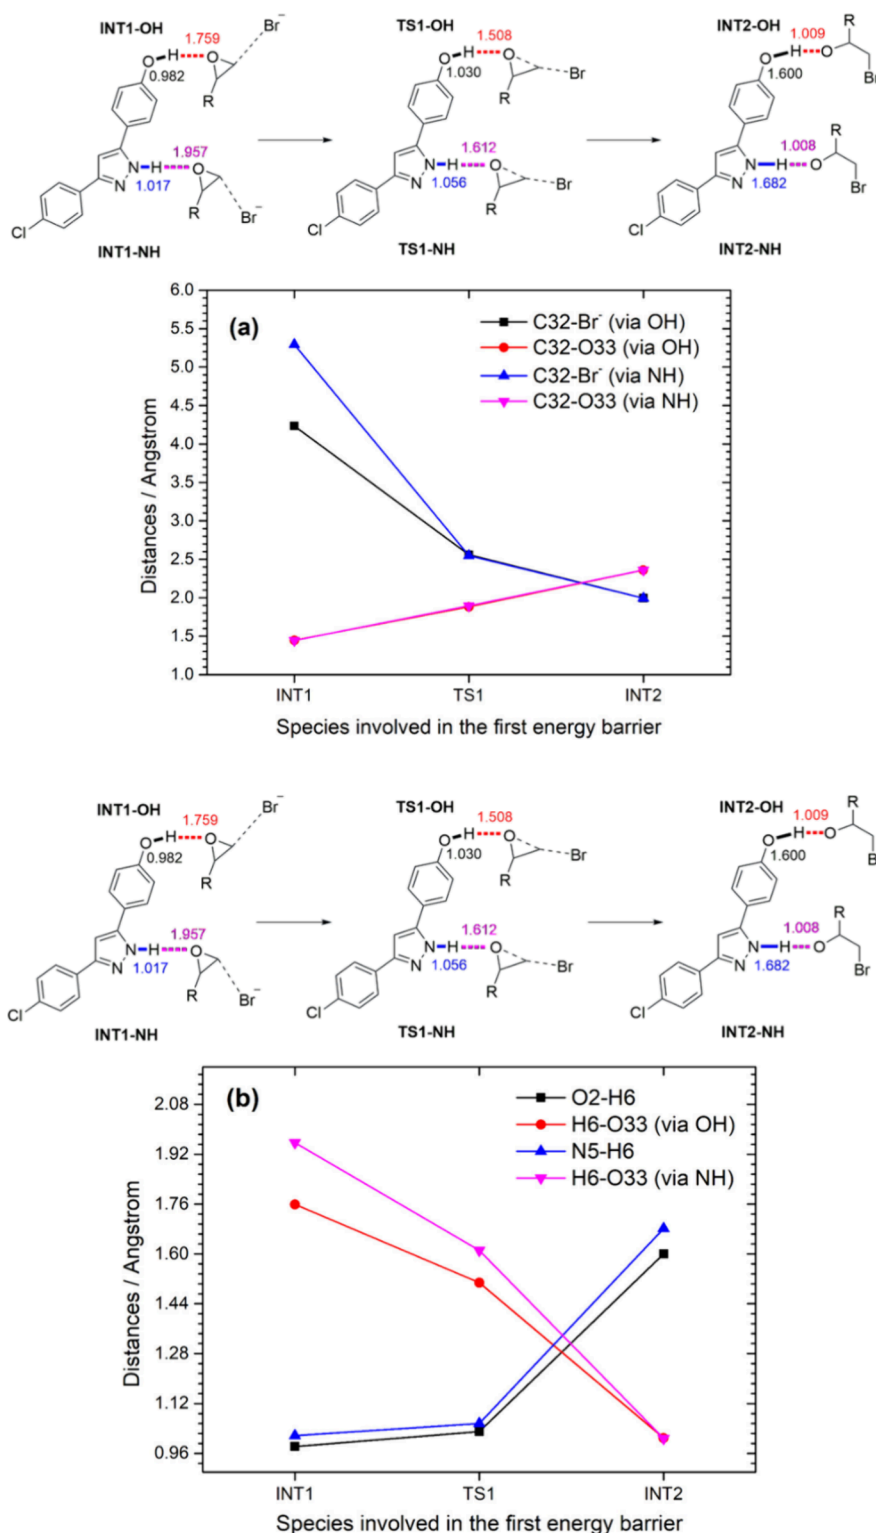 INT1-OH
TS1-OH
INT2-OH
H 1.759 O Br⁻
O 0.982
R
H 1.508 O Br
O 1.030
R
H 1.009 O R
O 1.600 Br
N H 1.957 O
N 1.017 R Br⁻
Cl
N H 1.612 O Br
N 1.056 R
Cl
N H 1.008 O R
N 1.682 Br
Cl
INT1-NH
TS1-NH
INT2-NH
(a)
C32-Br⁻ (via OH)
C32-O33 (via OH)
C32-Br⁻ (via NH)
C32-O33 (via NH)
Distances / Angstrom
6.0
5.5
5.0
4.5
4.0
3.5
3.0
2.5
2.0
1.5
1.0
INT1 TS1 INT2
Species involved in the first energy barrier
INT1-OH
TS1-OH
INT2-OH
H 1.759 O Br⁻
O 0.982
R
H 1.508 O Br
O 1.030
R
H 1.009 O R
O 1.600
N H 1.957 O
N 1.017 R Br⁻
Cl
N H 1.612 O Br
N 1.056 R
Cl
N H 1.008 O R
N 1.682 Br
Cl
INT1-NH
TS1-NH
INT2-NH
(b)
O2-H6
H6-O33 (via OH)
N5-H6
H6-O33 (via NH)
Distances / Angstrom
2.08
1.92
1.76
1.60
1.44
1.28
1.12
0.96
INT1 TS1 INT2
Species involved in the first energy barrier